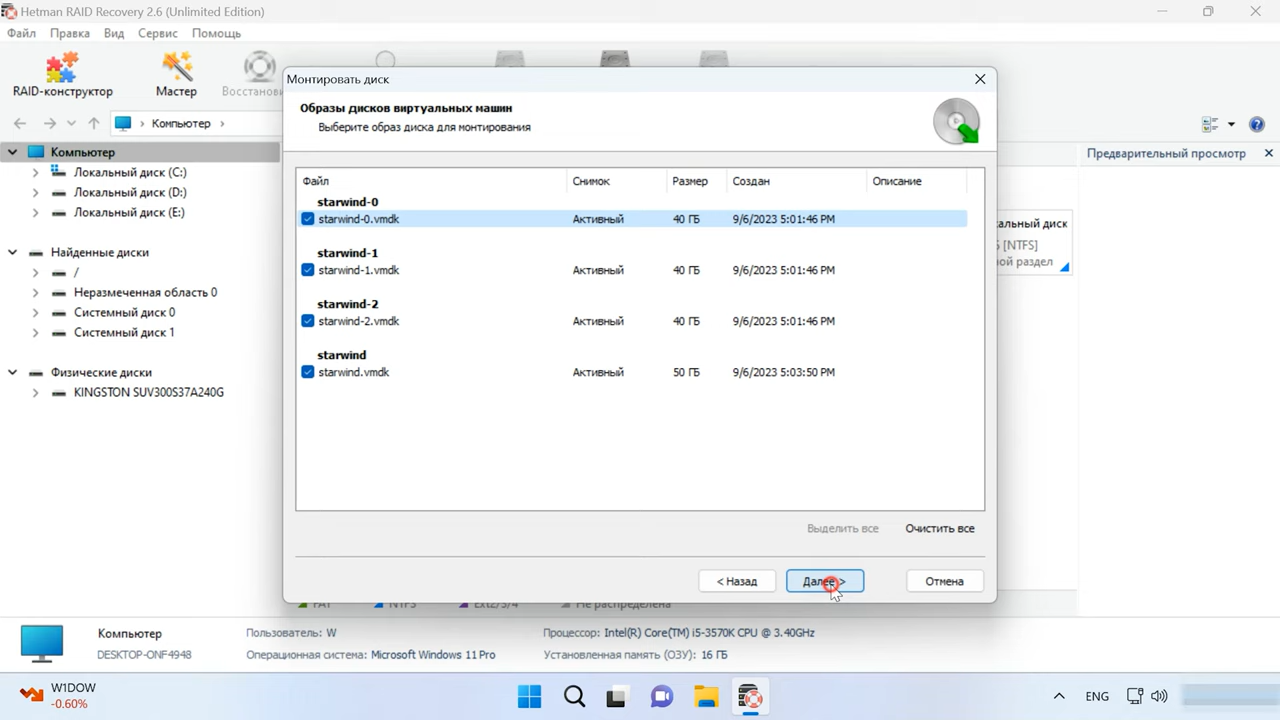 Hetman RAID Recovery 2.6 (Unlimited Edition)
Файл Правка Вид Сервис Помощь
RAID-конструктор Мастер
Компьютер
Компьютер
Локальный диск (C:)
Локальный диск (D:)
Локальный диск (E:)
Найденные диски
/
Неразмеченная область 0
Системный диск 0
Системный диск 1
Физические диски
KINGSTON SUV300S37A240G
Монтировать диск
Образы дисков виртуальных машин
Выберите образ диска для монтирования
Файл Снимок Размер Создан Описание
starwind-0
starwind-0.vmdk Активный 40 ГБ 9/6/2023 5:01:46 PM
starwind-1
starwind-1.vmdk Активный 40 ГБ 9/6/2023 5:01:46 PM
starwind-2
starwind-2.vmdk Активный 40 ГБ 9/6/2023 5:01:46 PM
starwind
starwind.vmdk Активный 50 ГБ 9/6/2023 5:03:50 PM
Выделить все Очистить все
< Назад Далее > Отмена
Предварительный просмотр
диск
[NTFS]
раздел
FAT NTFS Ext2/3/4 Не распределена
Компьютер Пользователь: W Процессор: Intel(R) Core(TM) i5-3570K CPU @ 3.40GHz
DESKTOP-ONF4948 Операционная система: Microsoft Windows 11 Pro Установленная память (ОЗУ): 16 ГБ
W1DOW
-0.60%
ENG